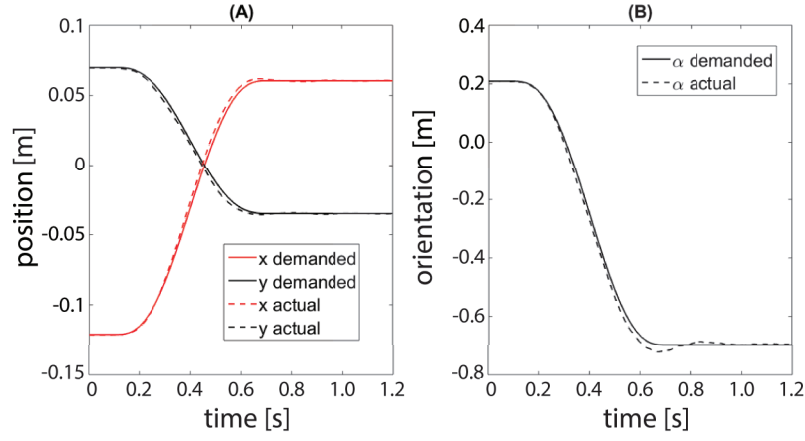 (A)
0.1
0.05
0
-0.05
-0.1
-0.15
position [m]
x demanded
y demanded
x actual
y actual
0 0.2 0.4 0.6 0.8 1.0 1.2
time [s]
(B)
0.4
0.2
0.0
-0.2
-0.4
-0.6
-0.8
orientation [m]
α demanded
α actual
0 0.2 0.4 0.6 0.8 1.0 1.2
time [s]